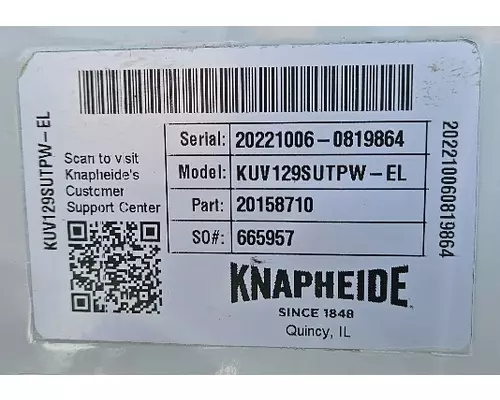 KUV129SUTPW-EL
Scan to visit
Knapheide's
Customer
Support Center
Serial: 20221006-0819864
Model: KUV129SUTPW-EL
Part: 20158710
SO#: 665957
KNAPHEIDE
SINCE 1848
Quincy, IL
202210060819864